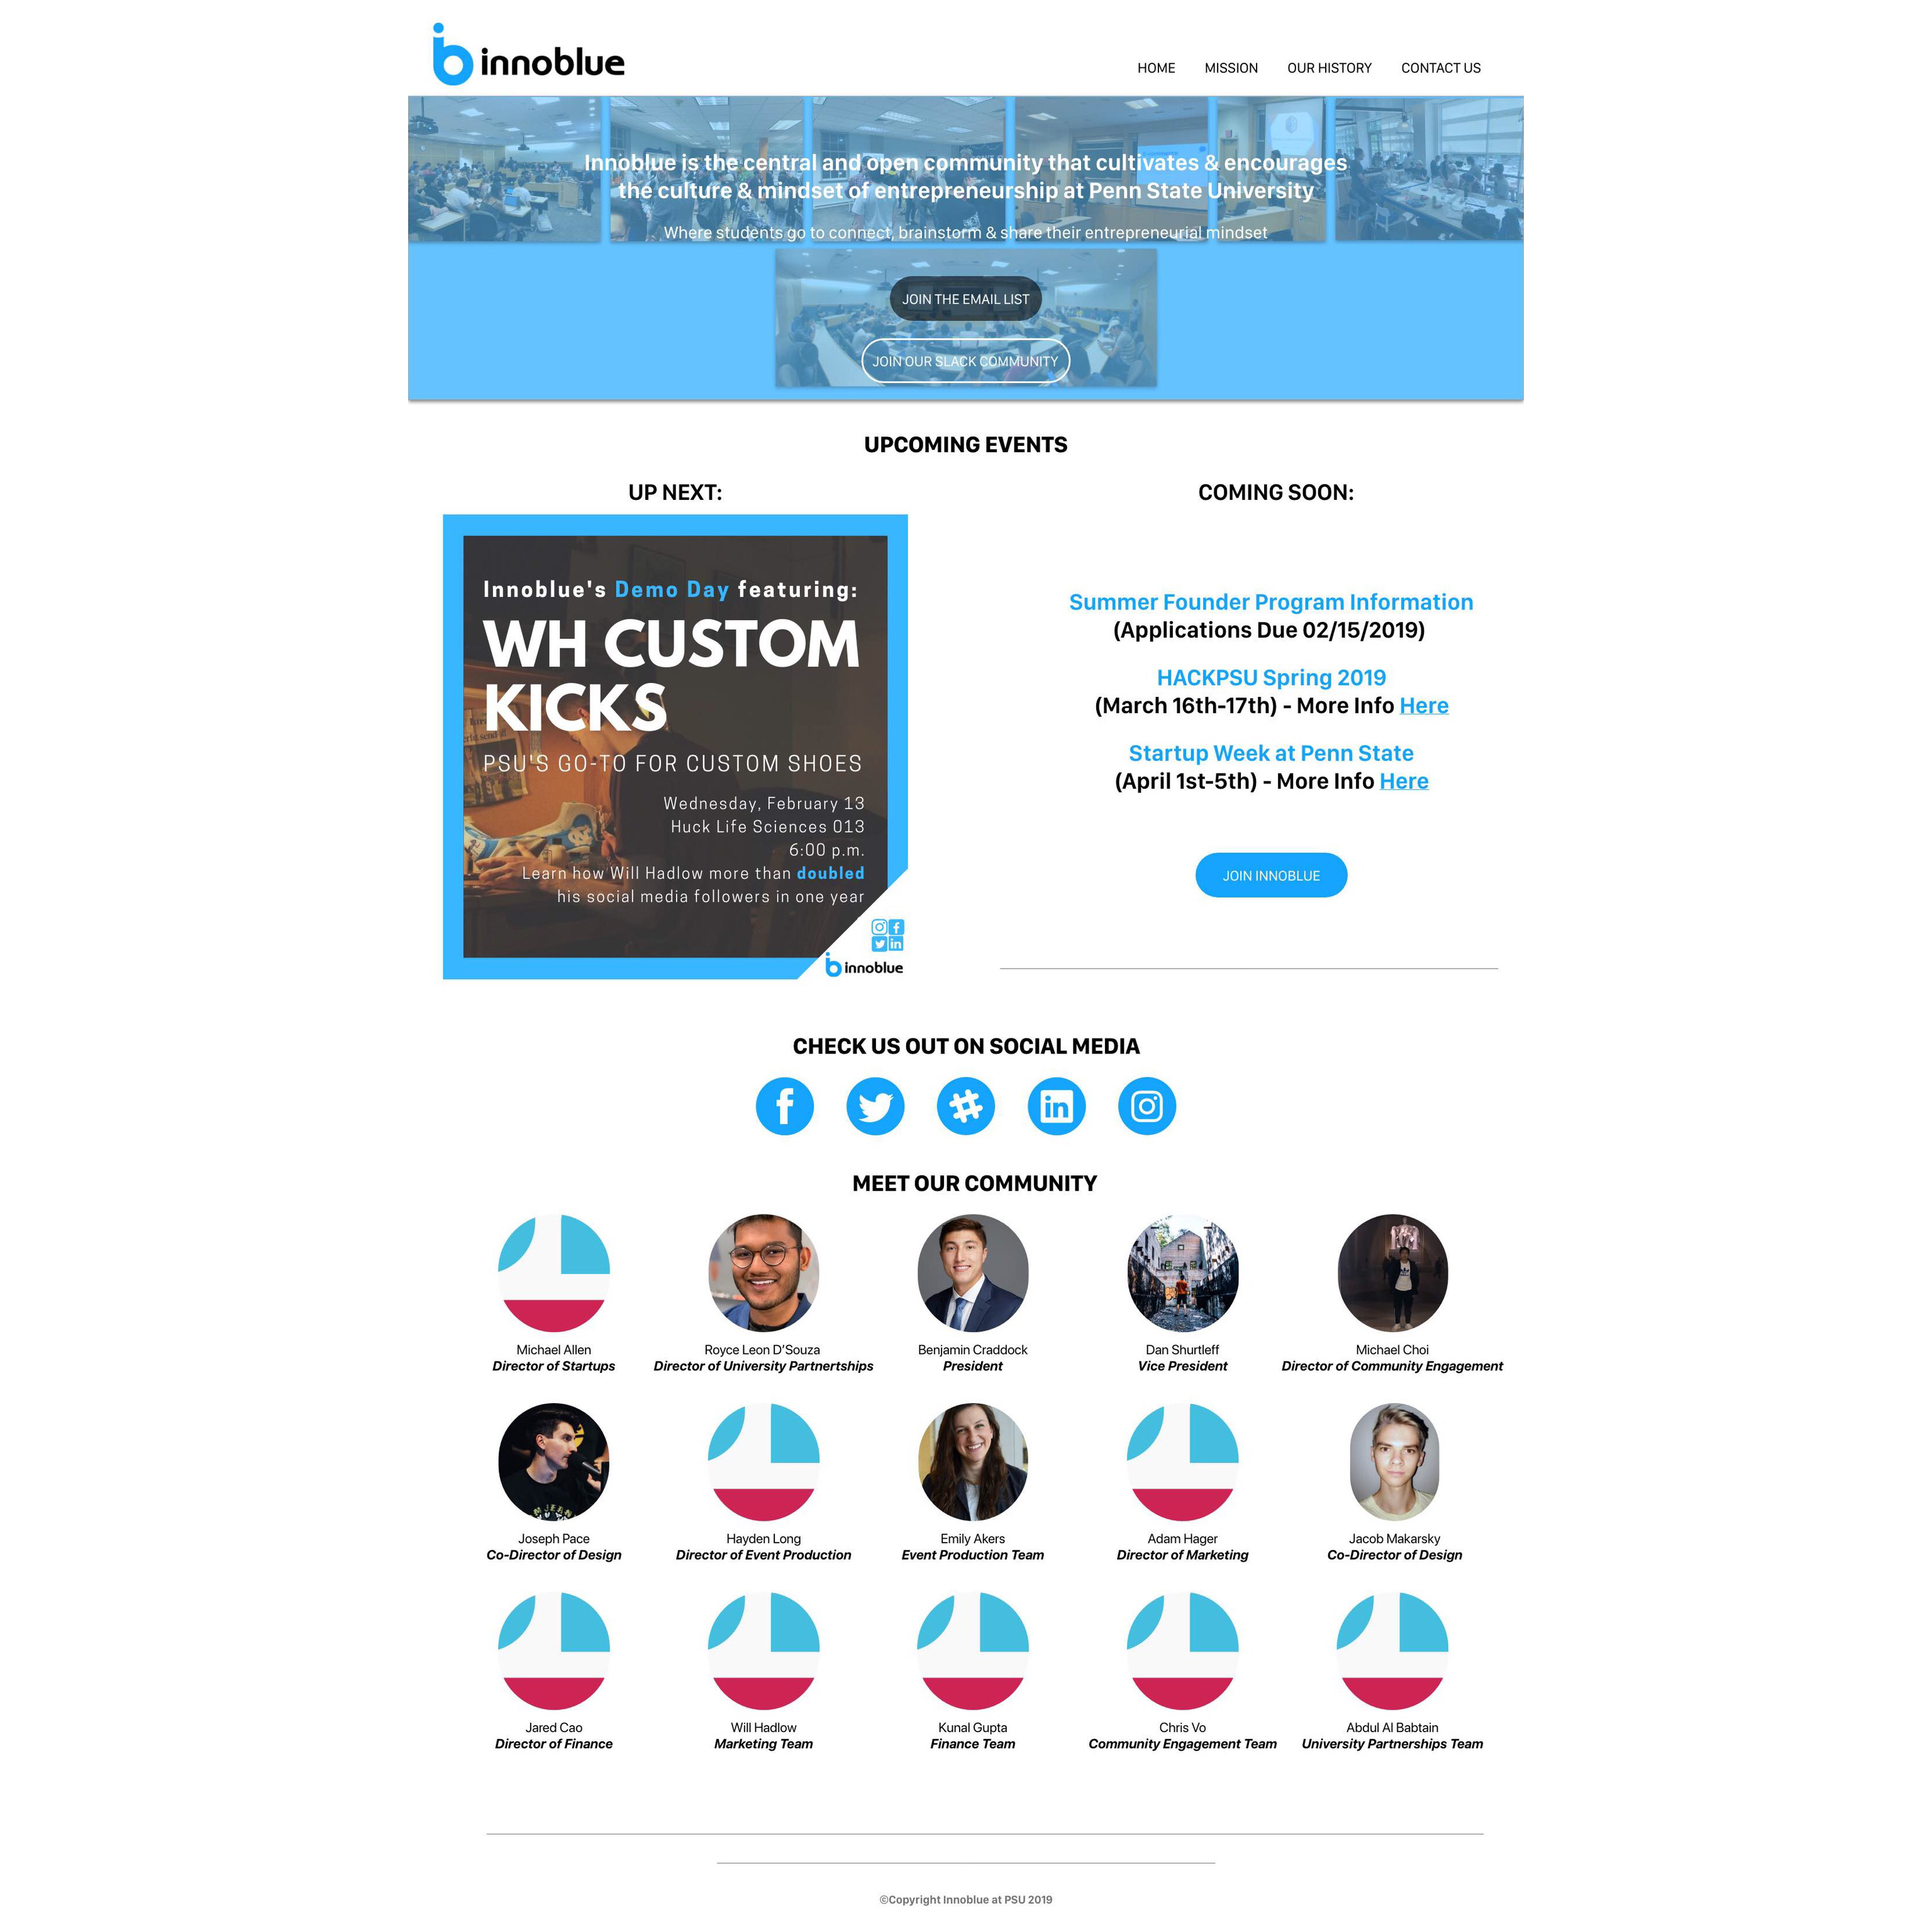 innoblue
HOME MISSION OUR HISTORY CONTACT US
Innoblue is the central and open community that cultivates & encourages
the culture & mindset of entrepreneurship at Penn State University
Where students go to connect, brainstorm & share their entrepreneurial mindset
JOIN THE EMAIL LIST
JOIN OUR SLACK COMMUNITY
UPCOMING EVENTS
UP NEXT:
Innoblue's Demo Day featuring:
WH CUSTOM
KICKS
PSU'S GO-TO FOR CUSTOM SHOES
Wednesday, February 13
Huck Life Sciences 013
6:00 p.m.
Learn how Will Hadlow more than doubled
his social media followers in one year
innoblue
COMING SOON:
Summer Founder Program Information
(Applications Due 02/15/2019)
HACKPSU Spring 2019
(March 16th-17th) - More Info Here
Startup Week at Penn State
(April 1st-5th) - More Info Here
JOIN INNOBLUE
CHECK US OUT ON SOCIAL MEDIA
MEET OUR COMMUNITY
Michael Allen
Director of Startups
Royce Leon D'Souza
Director of University Partnertships
Benjamin Craddock
President
Dan Shurtleff
Vice President
Michael Choi
Director of Community Engagement
Joseph Pace
Co-Director of Design
Hayden Long
Director of Event Production
Emily Akers
Event Production Team
Adam Hager
Director of Marketing
Jacob Makarsky
Co-Director of Design
Jared Cao
Director of Finance
Will Hadlow
Marketing Team
Kunal Gupta
Finance Team
Chris Vo
Community Engagement Team
Abdul Al Babtain
University Partnerships Team
©Copyright Innoblue at PSU 2019